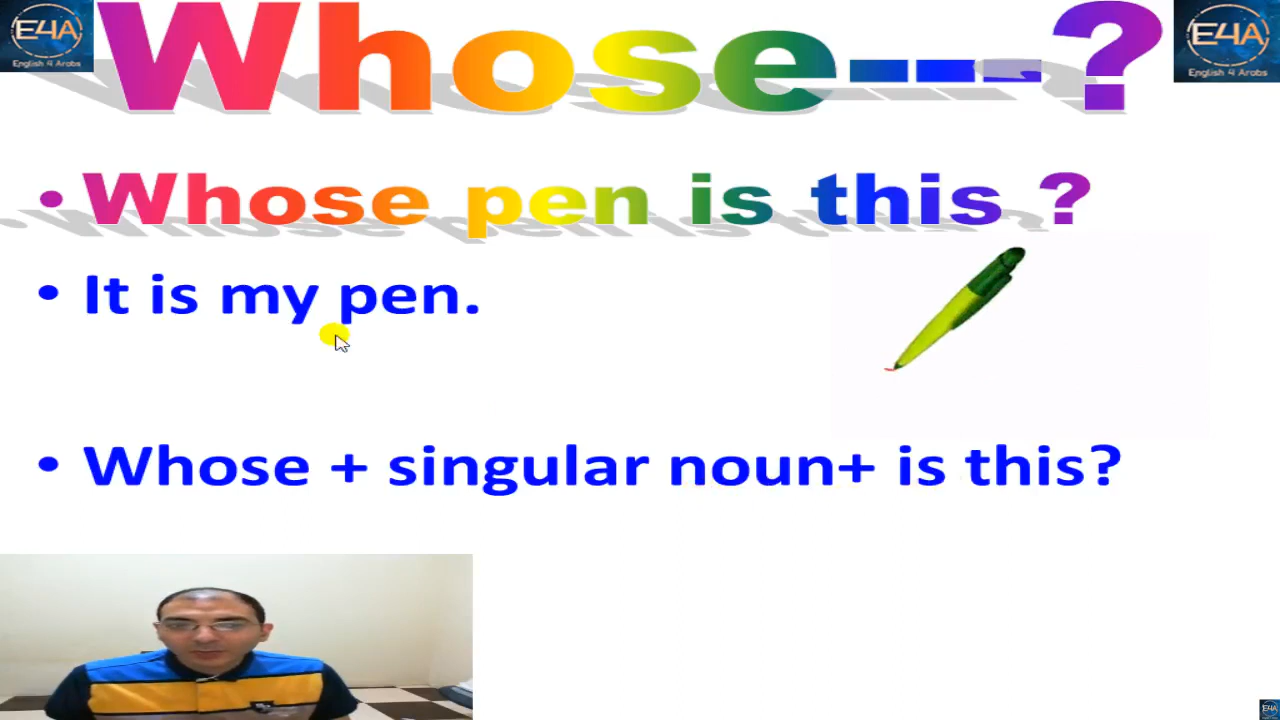 E4A
English 4 Arabs
Whose---?
E4A
English 4 Arabs
• Whose pen is this ?
• It is my pen.
• Whose + singular noun+ is this?
E4A